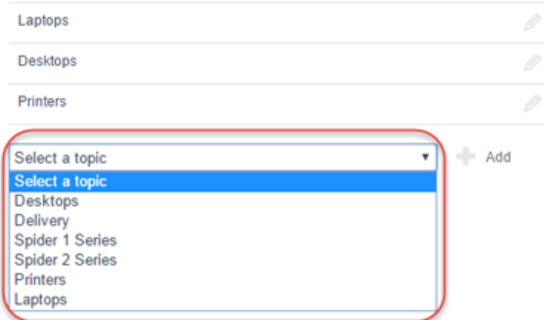 Laptops
Desktops
Printers
Select a topic Add
Select a topic
Desktops
Delivery
Spider 1 Series
Spider 2 Series
Printers
Laptops